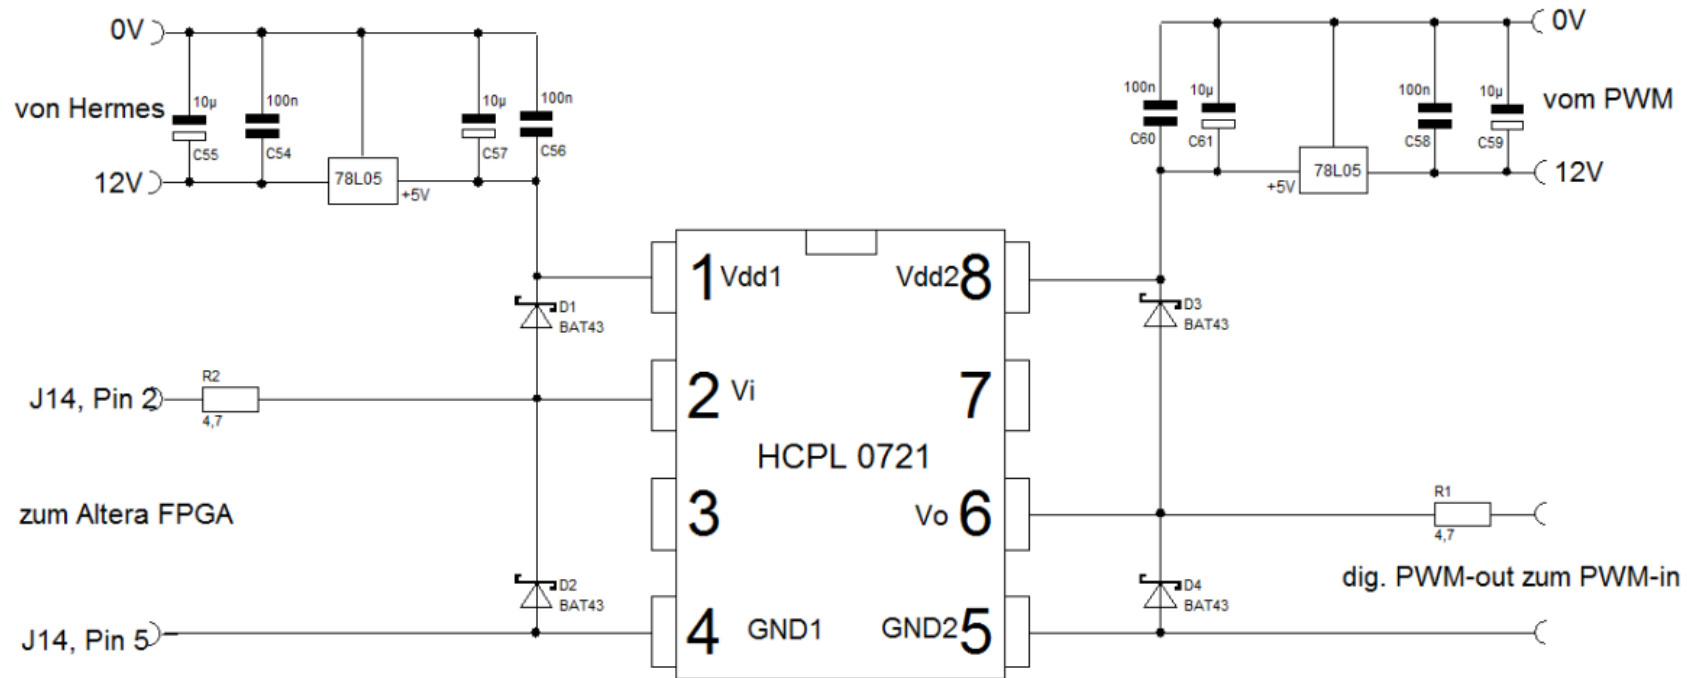 0V
von Hermes
12V
10µ
C55
100n
C54
78L05
+5V
10µ
C57
100n
C56
0V
vom PWM
12V
100n
C60
10µ
C61
+5V
78L05
100n
C58
10µ
C59
1 Vdd1
Vdd2 8
D1
BAT43
D3
BAT43
J14, Pin 2
R2
4,7
2 Vi
7
HCPL 0721
zum Altera FPGA
3
Vo 6
R1
4,7
dig. PWM-out zum PWM-in
D2
BAT43
D4
BAT43
J14, Pin 5
4 GND1
GND2 5